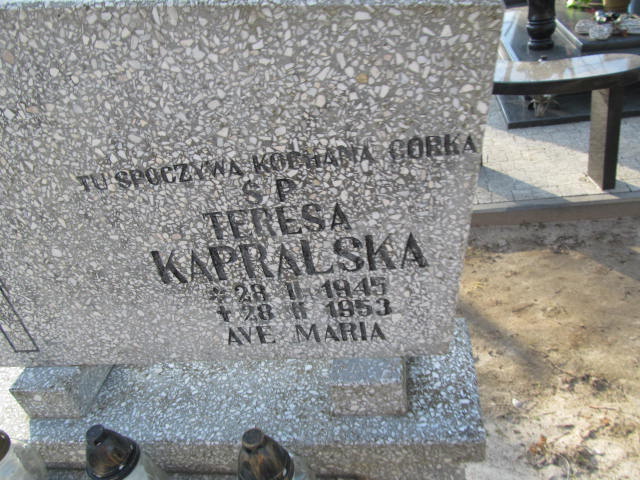 TU SPOCZYWA KOCHANA CÓRKA
Ś P
TERESA
KAPRALSKA
* 28 II 1945
+ 28 II 1953
AVE MARIA